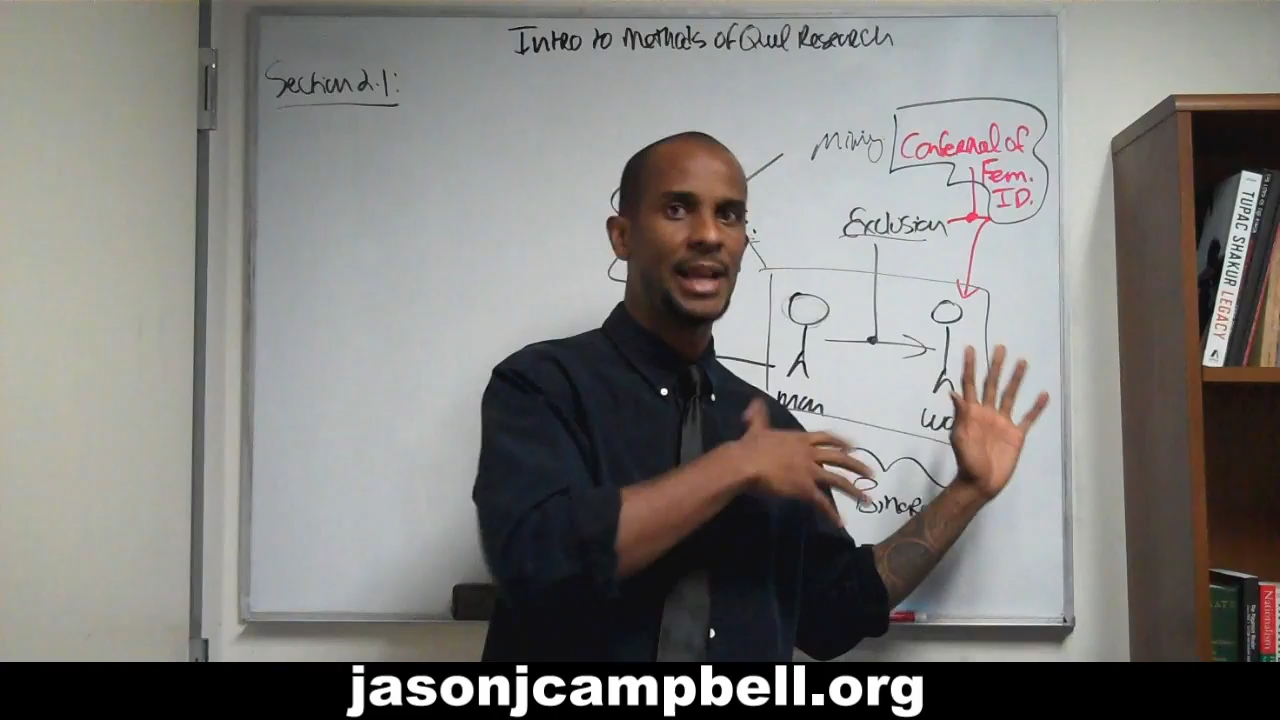 Intro to Methods of Qual Research
Section 2.1:
Conferral of
Fem.
I.D.
Exclusion
man
TUPAC SHAKUR LEGACY
Nationalism
jasonjcampbell.org